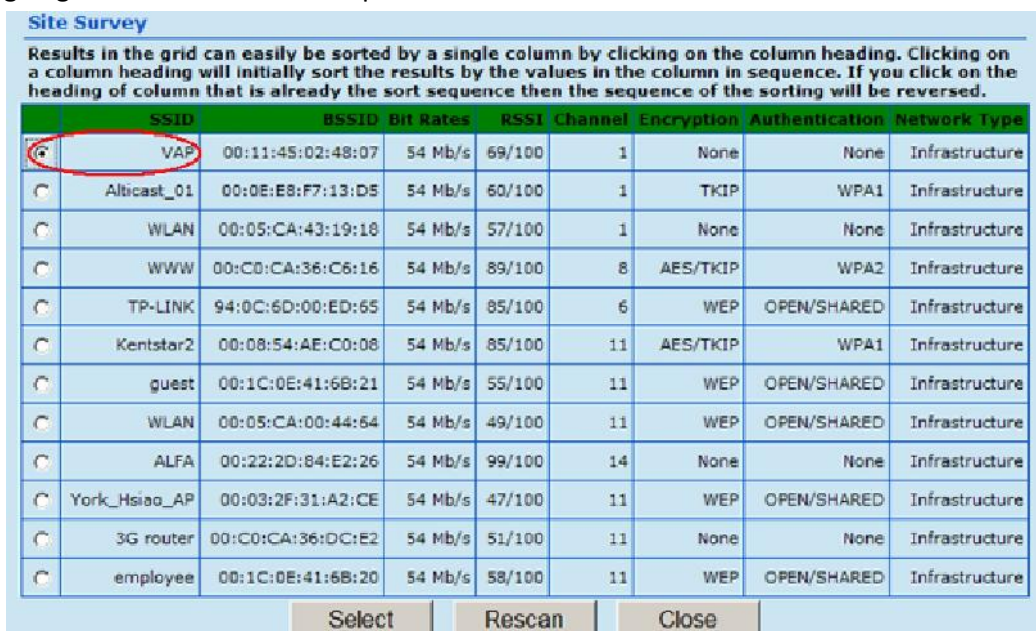 Site Survey
Results in the grid can easily be sorted by a single column by clicking on the column heading. Clicking on
a column heading will initially sort the results by the values in the column in sequence. If you click on the
heading of column that is already the sort sequence then the sequence of the sorting will be reversed.
SSID BSSID Bit Rates RSSI Channel Encryption Authentication Network Type
VAP 00:11:45:02:48:07 54 Mb/s 69/100 1 None None Infrastructure
Alticast_01 00:0E:E8:F7:13:D5 54 Mb/s 60/100 1 TKIP WPA1 Infrastructure
WLAN 00:05:CA:43:19:18 54 Mb/s 57/100 1 None None Infrastructure
WWW 00:C0:CA:36:C6:16 54 Mb/s 89/100 8 AES/TKIP WPA2 Infrastructure
TP-LINK 94:0C:6D:00:ED:65 54 Mb/s 85/100 6 WEP OPEN/SHARED Infrastructure
Kentstar2 00:08:54:AE:C0:08 54 Mb/s 85/100 11 AES/TKIP WPA1 Infrastructure
guest 00:1C:0E:41:6B:21 54 Mb/s 55/100 11 WEP OPEN/SHARED Infrastructure
WLAN 00:05:CA:00:44:64 54 Mb/s 49/100 11 WEP OPEN/SHARED Infrastructure
ALFA 00:22:2D:84:E2:26 54 Mb/s 99/100 14 None None Infrastructure
York_Hsiao_AP 00:03:2F:31:A2:CE 54 Mb/s 47/100 11 WEP OPEN/SHARED Infrastructure
3G router 00:C0:CA:36:DC:E2 54 Mb/s 51/100 11 None None Infrastructure
employee 00:1C:0E:41:6B:20 54 Mb/s 58/100 11 WEP OPEN/SHARED Infrastructure
Select Rescan Close